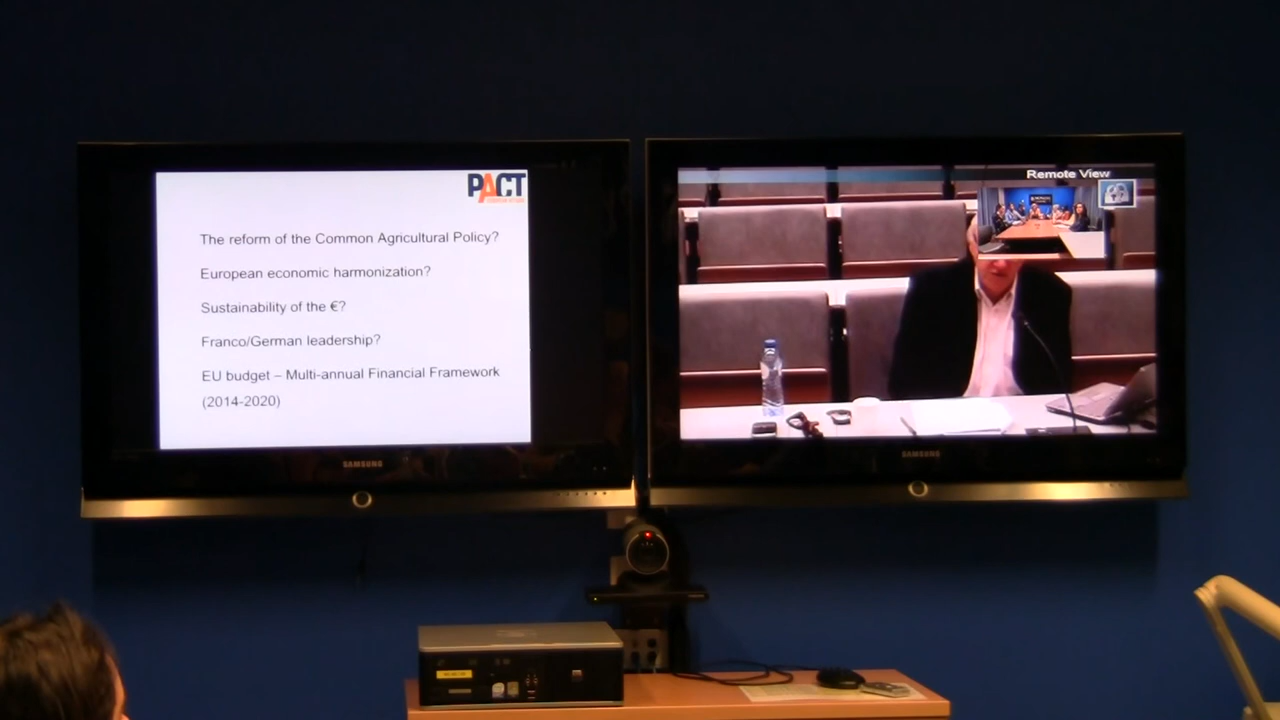 PACT
The reform of the Common Agricultural Policy?
European economic harmonization?
Sustainability of the €?
Franco/German leadership?
EU budget – Multi-annual Financial Framework
(2014-2020)
SAMSUNG
Remote View
SAMSUNG